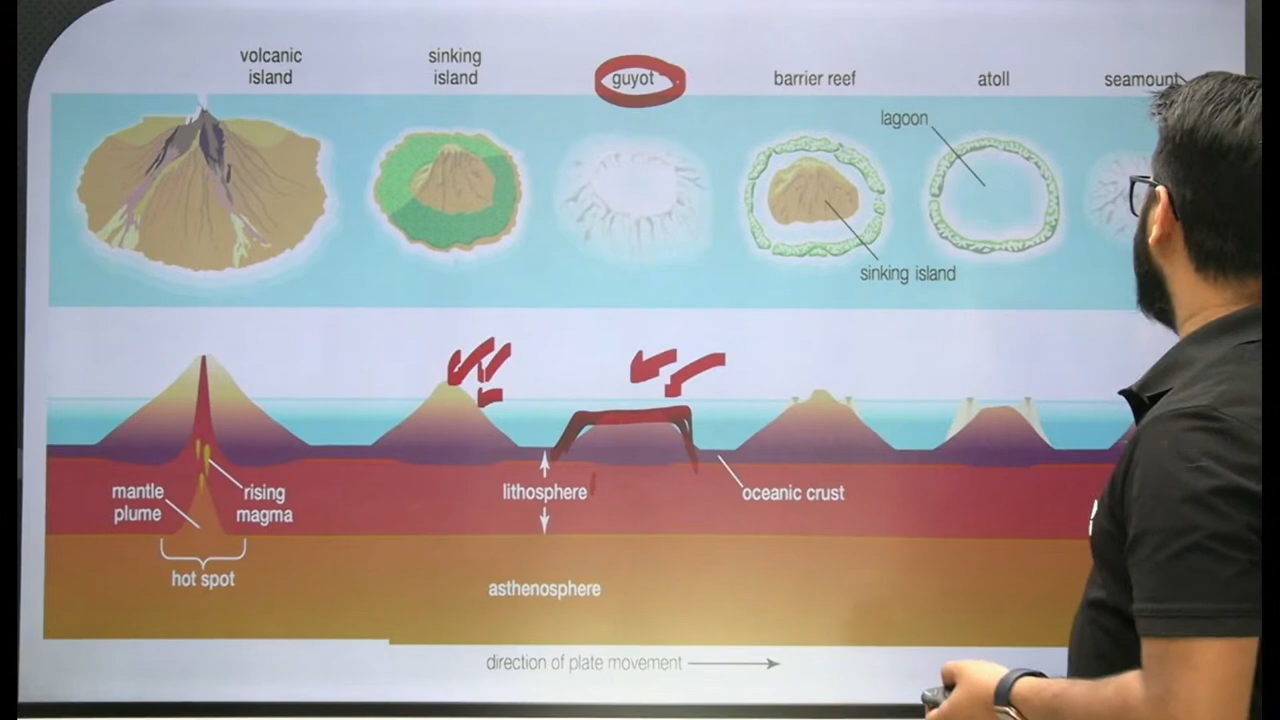 volcanic
island
sinking
island
guyot
barrier reef
atoll
seamount
lagoon
sinking island
mantle
plume
rising
magma
lithosphere
oceanic crust
hot spot
asthenosphere
direction of plate movement